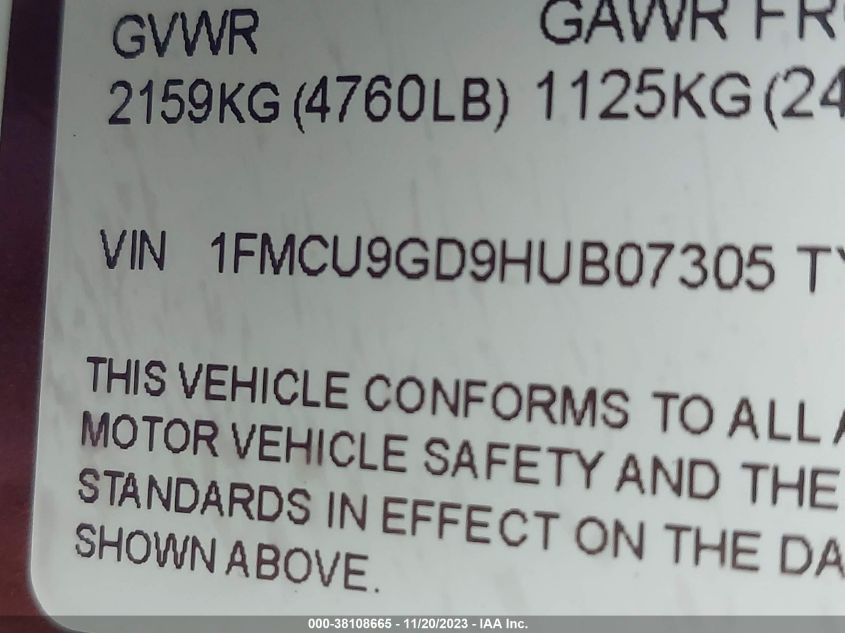 GVWR GAWR FR
2159KG (4760LB) 1125KG (24
VIN 1FMCU9GD9HUB07305 TY
THIS VEHICLE CONFORMS TO ALL A
MOTOR VEHICLE SAFETY AND THE
STANDARDS IN EFFECT ON THE DA
SHOWN ABOVE.
000-38108665 - 11/20/2023 - IAA Inc.